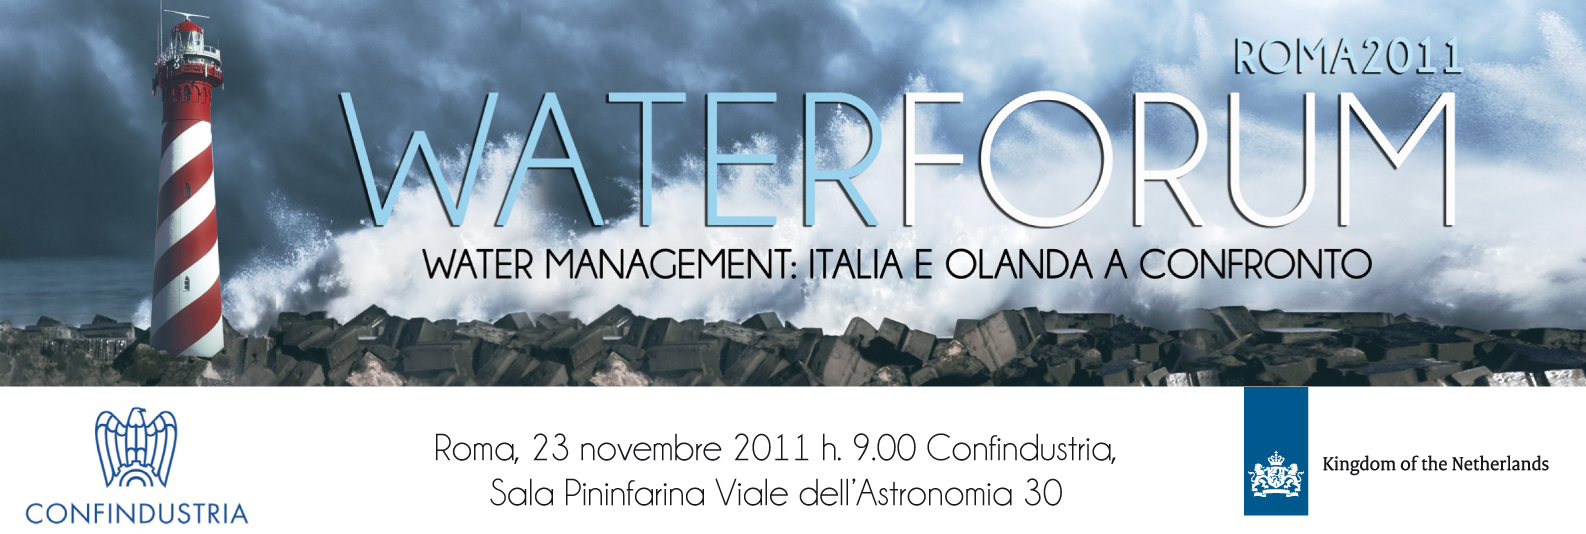 ROMA2011
WATERFORUM
WATER MANAGEMENT: ITALIA E OLANDA A CONFRONTO
Roma, 23 novembre 2011 h. 9.00 Confindustria,
Sala Pininfarina Viale dell'Astronomia 30
CONFINDUSTRIA
Kingdom of the Netherlands